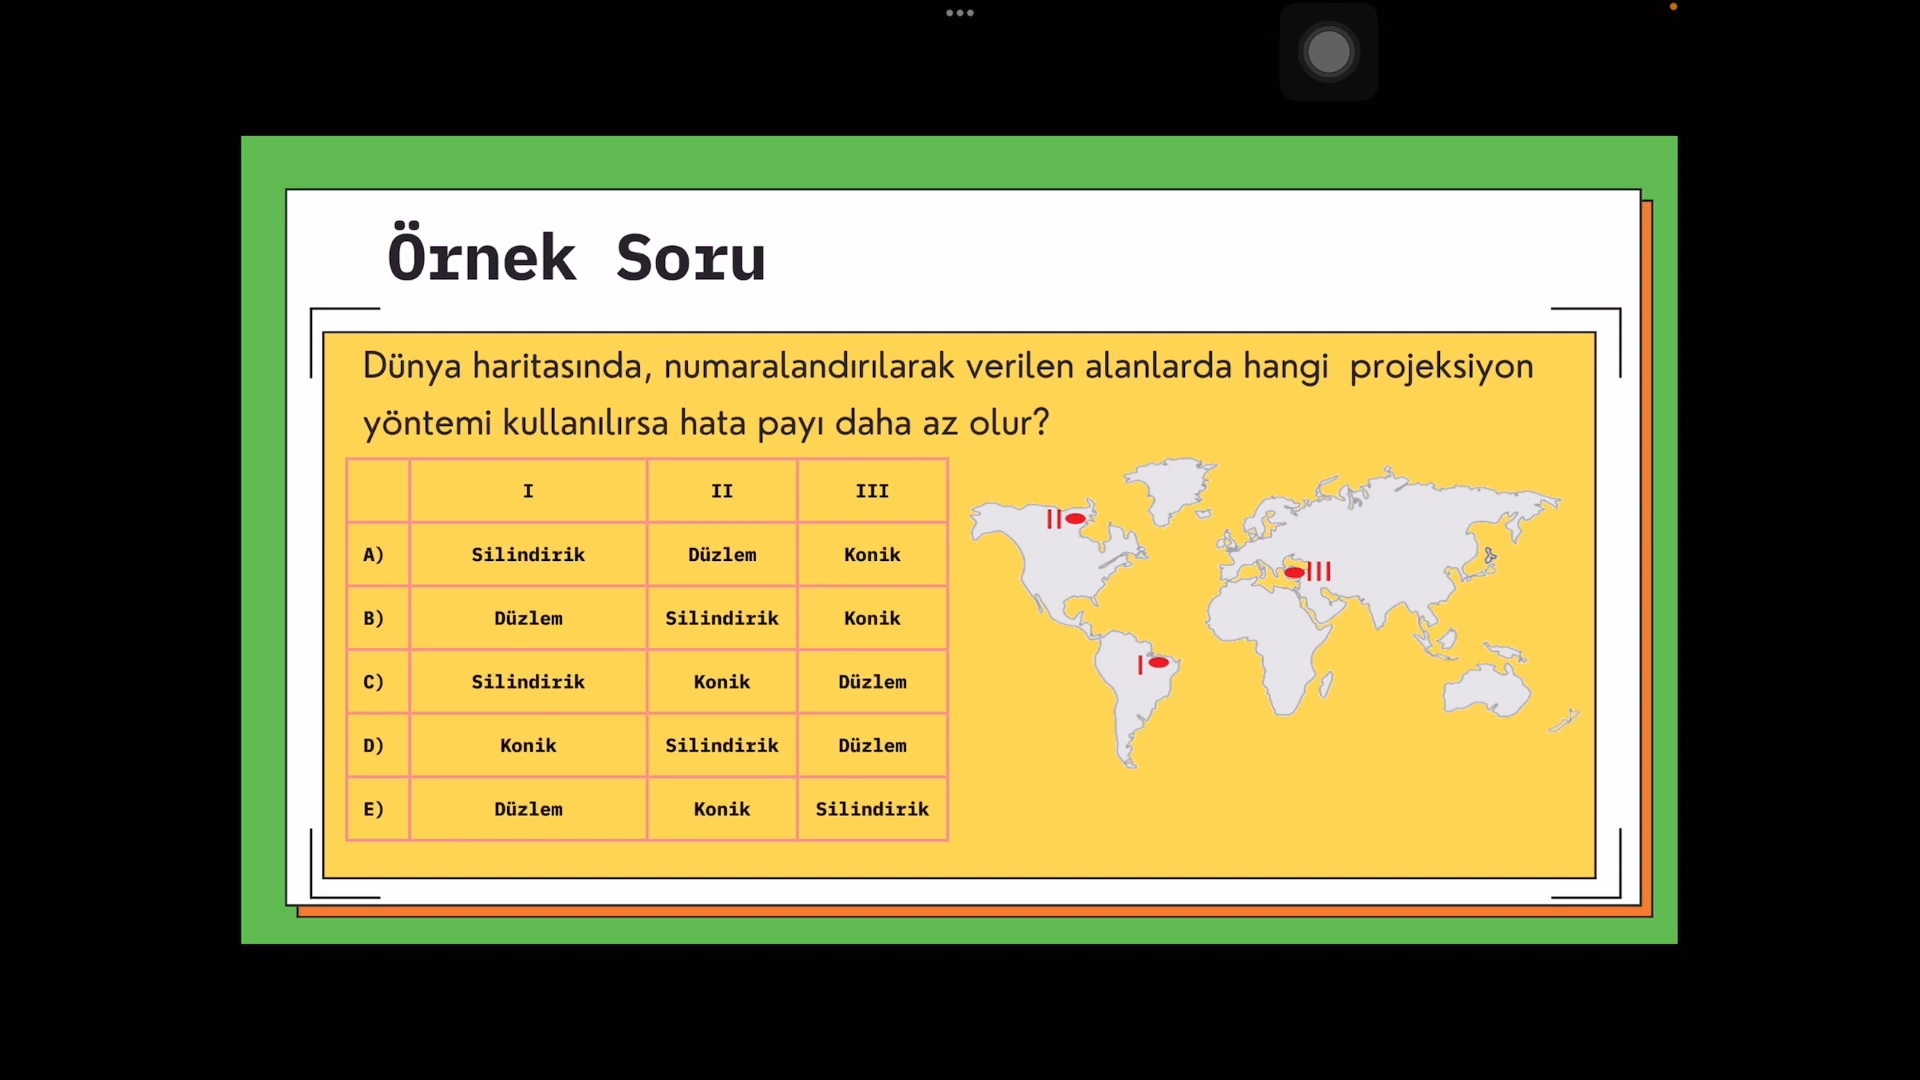 Örnek Soru
Dünya haritasında, numaralandırılarak verilen alanlarda hangi projeksiyon
yöntemi kullanılırsa hata payı daha az olur?
I II III
A) Silindirik Düzlem Konik
B) Düzlem Silindirik Konik
C) Silindirik Konik Düzlem
D) Konik Silindirik Düzlem
E) Düzlem Konik Silindirik
II
III
I